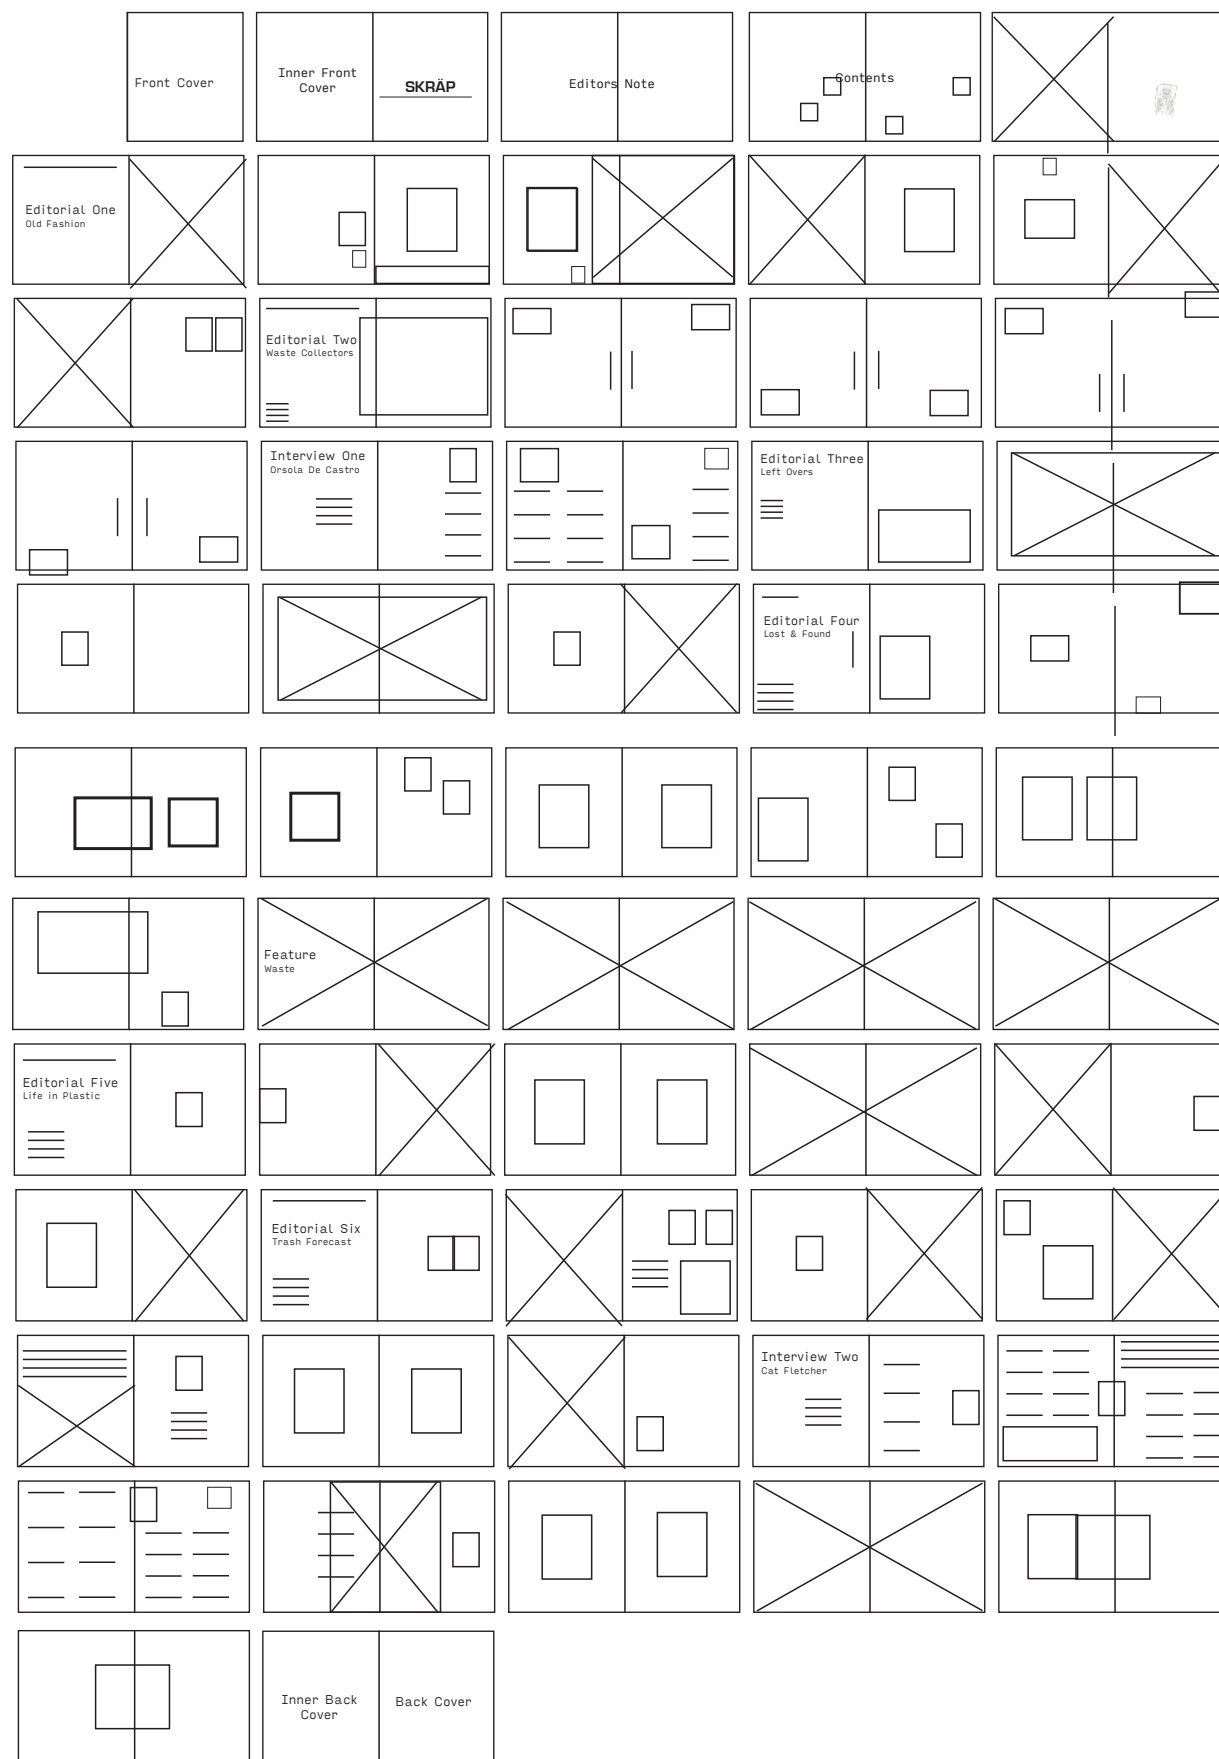 Front Cover
Inner Front
Cover
SKRÄP
Editors Note
Contents
Editorial One
Old Fashion
Editorial Two
Waste Collectors
Interview One
Orsola De Castro
Editorial Three
Left Overs
Editorial Four
Lost & Found
Feature
Waste
Editorial Five
Life in Plastic
Editorial Six
Trash Forecast
Interview Two
Cat Fletcher
Inner Back
Cover
Back Cover